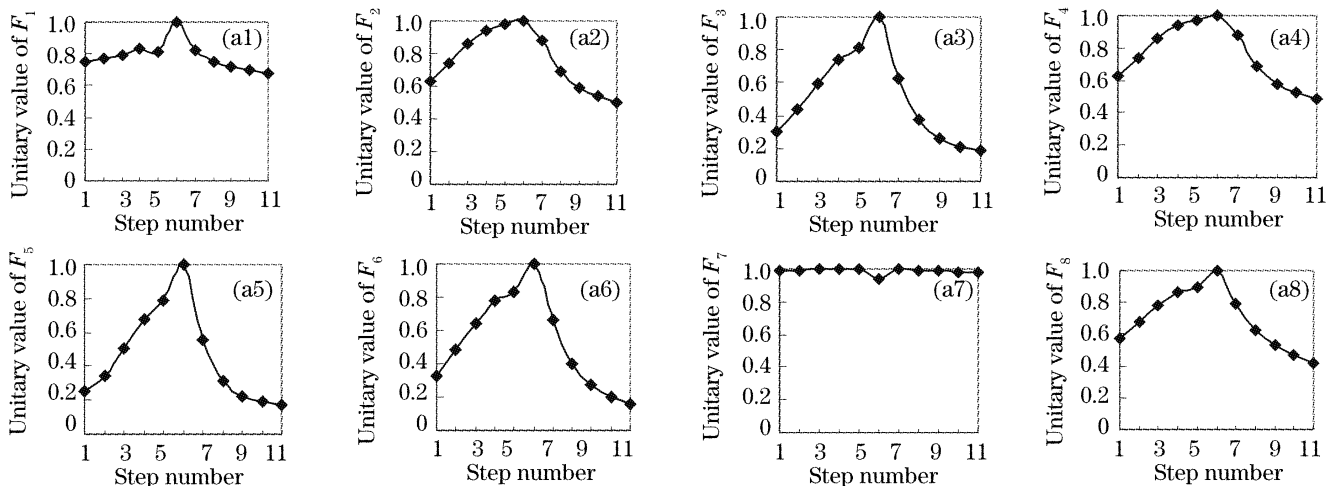 Unitary value of F₁
1.0
0.8
0.6
0.4
0.2
0
(a1)
1 3 5 7 9 11
Step number
Unitary value of F₂
1.0
0.8
0.6
0.4
0.2
0
(a2)
1 3 5 7 9 11
Step number
Unitary value of F₃
1.0
0.8
0.6
0.4
0.2
0
(a3)
1 3 5 7 9 11
Step number
Unitary value of F₄
1.0
0.8
0.6
0.4
0.2
0
(a4)
1 3 5 7 9 11
Step number
Unitary value of F₅
1.0
0.8
0.6
0.4
0.2
0
(a5)
1 3 5 7 9 11
Step number
Unitary value of F₆
1.0
0.8
0.6
0.4
0.2
0
(a6)
1 3 5 7 9 11
Step number
Unitary value of F₇
1.0
0.8
0.6
0.4
0.2
0
(a7)
1 3 5 7 9 11
Step number
Unitary value of F₈
1.0
0.8
0.6
0.4
0.2
0
(a8)
1 3 5 7 9 11
Step number